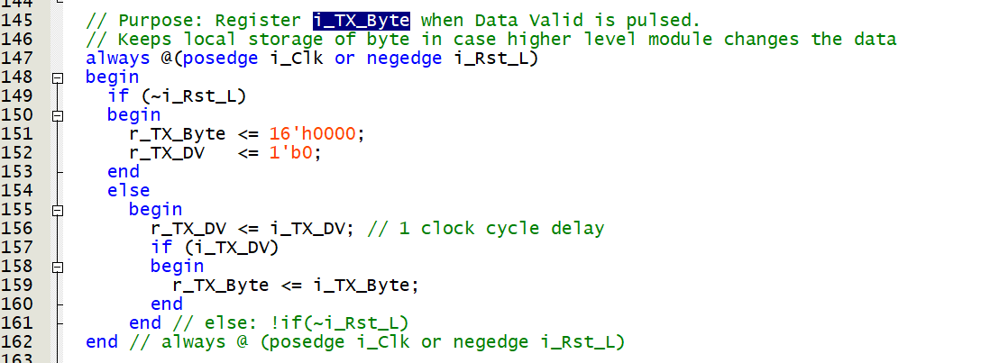 144
145 // Purpose: Register i_TX_Byte when Data Valid is pulsed.
146 // Keeps local storage of byte in case higher level module changes the data
147 always @(posedge i_Clk or negedge i_Rst_L)
148 begin
149 if (~i_Rst_L)
150 begin
151 r_TX_Byte <= 16'h0000;
152 r_TX_DV <= 1'b0;
153 end
154 else
155 begin
156 r_TX_DV <= i_TX_DV; // 1 clock cycle delay
157 if (i_TX_DV)
158 begin
159 r_TX_Byte <= i_TX_Byte;
160 end
161 end // else: !if(~i_Rst_L)
162 end // always @ (posedge i_Clk or negedge i_Rst_L)
163